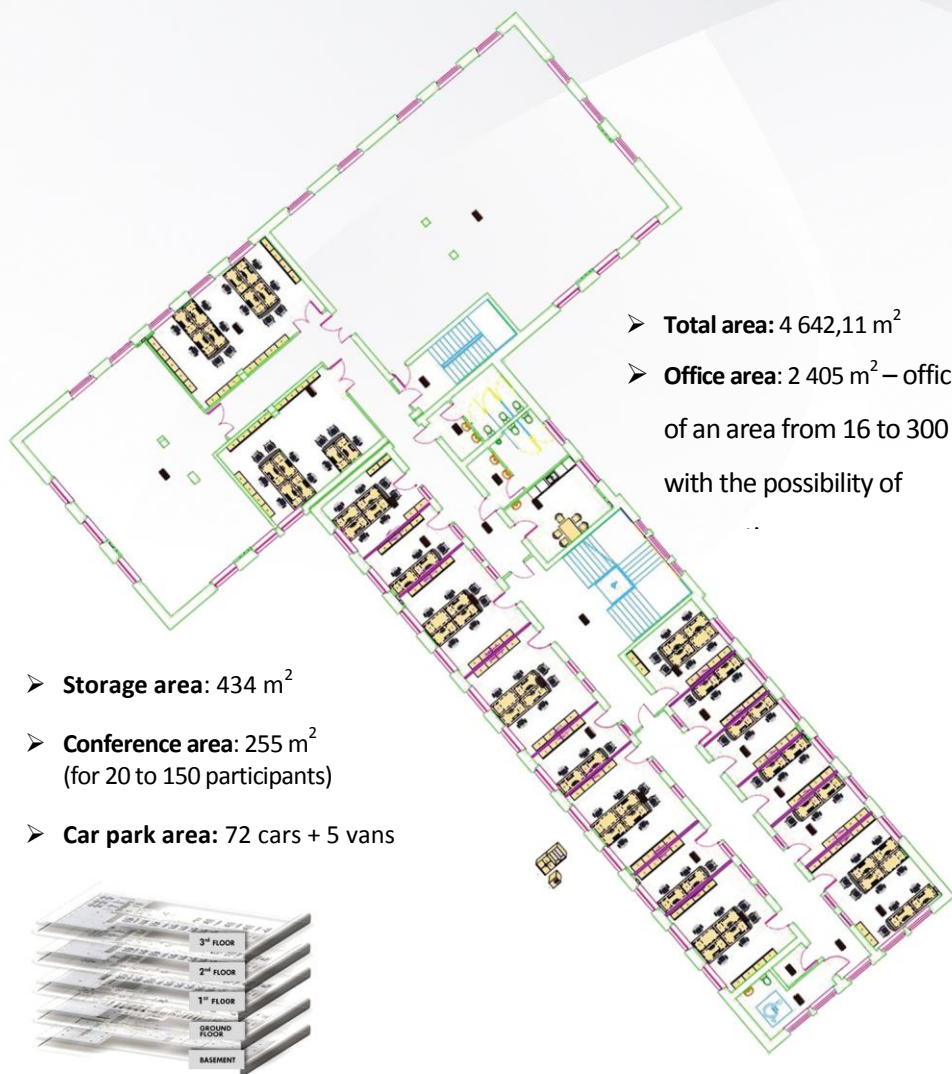 ➢ Total area: 4 642,11 m²
➢ Office area: 2 405 m² – offic
of an area from 16 to 300
with the possibility of
➢ Storage area: 434 m²
➢ Conference area: 255 m²
(for 20 to 150 participants)
➢ Car park area: 72 cars + 5 vans
3rd FLOOR
2nd FLOOR
1st FLOOR
GROUND
FLOOR
BASEMENT